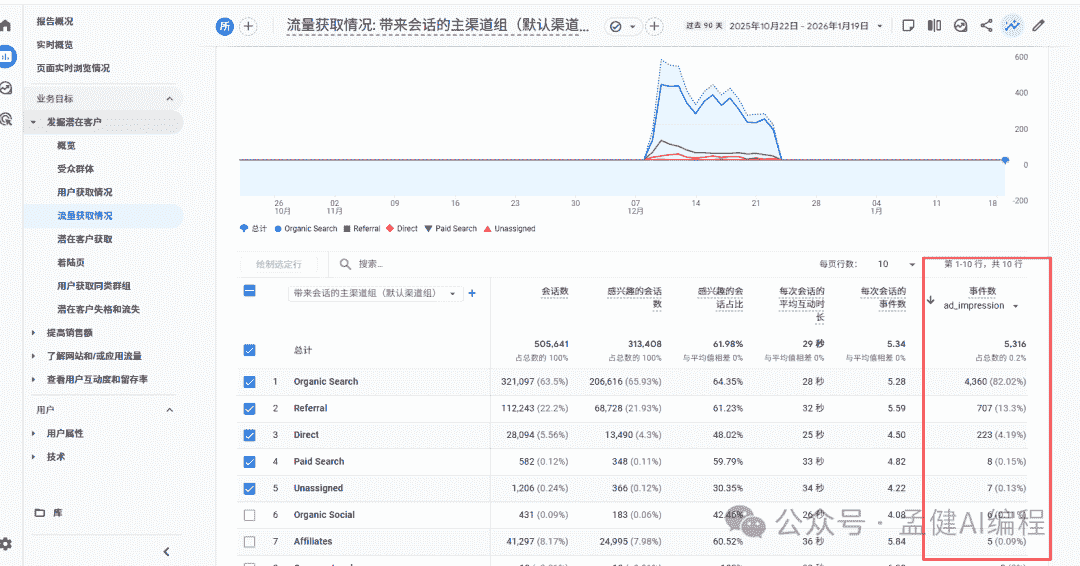 报告概况
实时概览
页面实时浏览情况
业务目标
发掘潜在客户
概览
受众群体
用户获取情况
流量获取情况
潜在客户获取
着陆页
用户获取同类群组
潜在客户失格和流失
提高销售额
了解网站和/或应用流量
查看用户互动度和留存率
用户
用户属性
技术
库
所
流量获取情况: 带来会话的主渠道组（默认渠道...
过去 90 天 2025年10月22日 - 2026年1月19日
600
400
200
0
-200
26 02 09 16 23 30 07 14 21 28 04 11 18
10月 11月 12月 1月
总计 Organic Search Referral Direct Paid Search Unassigned
绘制选定行 搜索... 每页行数: 10 第 1-10 行，共 10 行
带来会话的主渠道组（默认渠道组）
会话数
感兴趣的会话数
感兴趣的会话占比
每次会话的平均互动时长
每次会话的事件数
事件数
ad_impression
总计 505,641 313,408 61.98% 29 秒 5.34 5,316
占总数的 100% 占总数的 100% 与平均值相差 0% 与平均值相差 0% 与平均值相差 0% 占总数的 0.2%
1 Organic Search 321,097 (63.5%) 206,616 (65.93%) 64.35% 28 秒 5.28 4,360 (82.02%)
2 Referral 112,243 (22.2%) 68,728 (21.93%) 61.23% 32 秒 5.59 707 (13.3%)
3 Direct 28,094 (5.56%) 13,490 (4.3%) 48.02% 25 秒 4.50 223 (4.19%)
4 Paid Search 582 (0.12%) 348 (0.11%) 59.79% 33 秒 4.82 8 (0.15%)
5 Unassigned 1,206 (0.24%) 366 (0.12%) 30.35% 34 秒 4.22 7 (0.13%)
6 Organic Social 431 (0.09%) 183 (0.06%) 42.46% 26 秒 4.08
7 Affiliates 41,297 (8.17%) 24,995 (7.98%) 60.52% 36 秒 5.84 5 (0.09%)
公众号 · 孟健AI编程